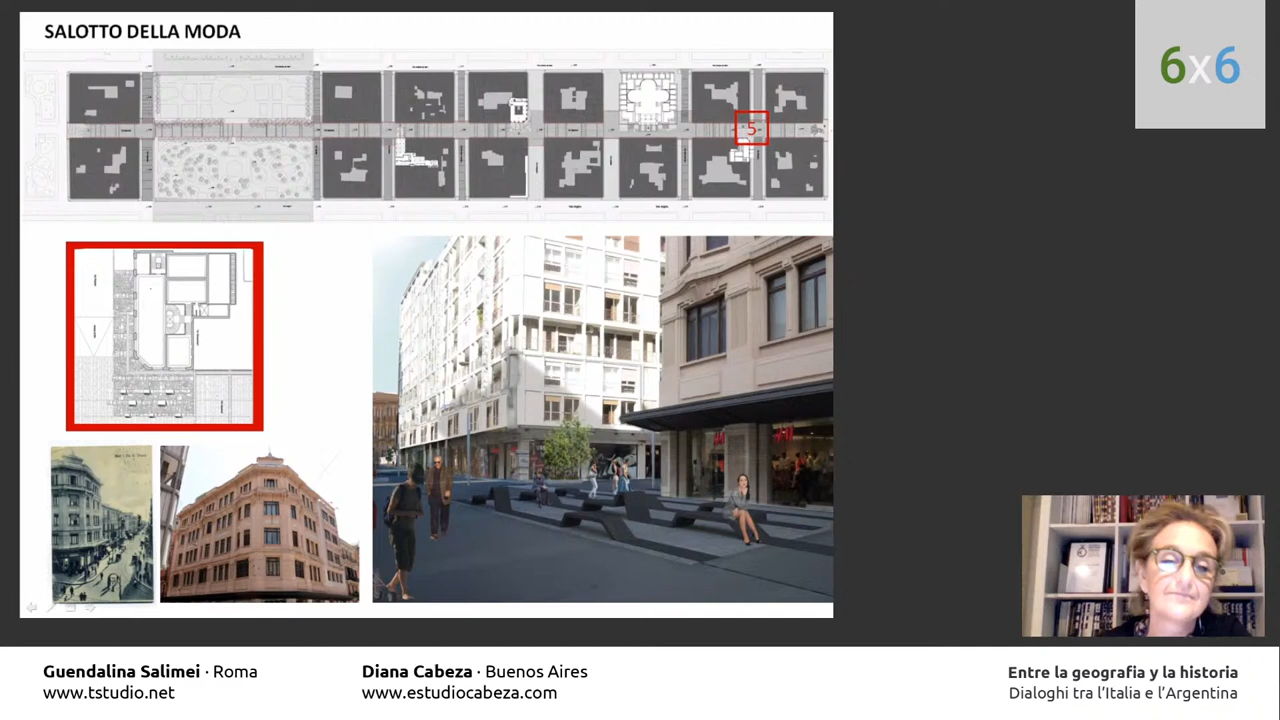 SALOTTO DELLA MODA
6x6
5
H&M
Guendalina Salimei · Roma
www.tstudio.net
Diana Cabeza · Buenos Aires
www.estudiocabeza.com
Entre la geografia y la historia
Dialoghi tra l'Italia e l'Argentina